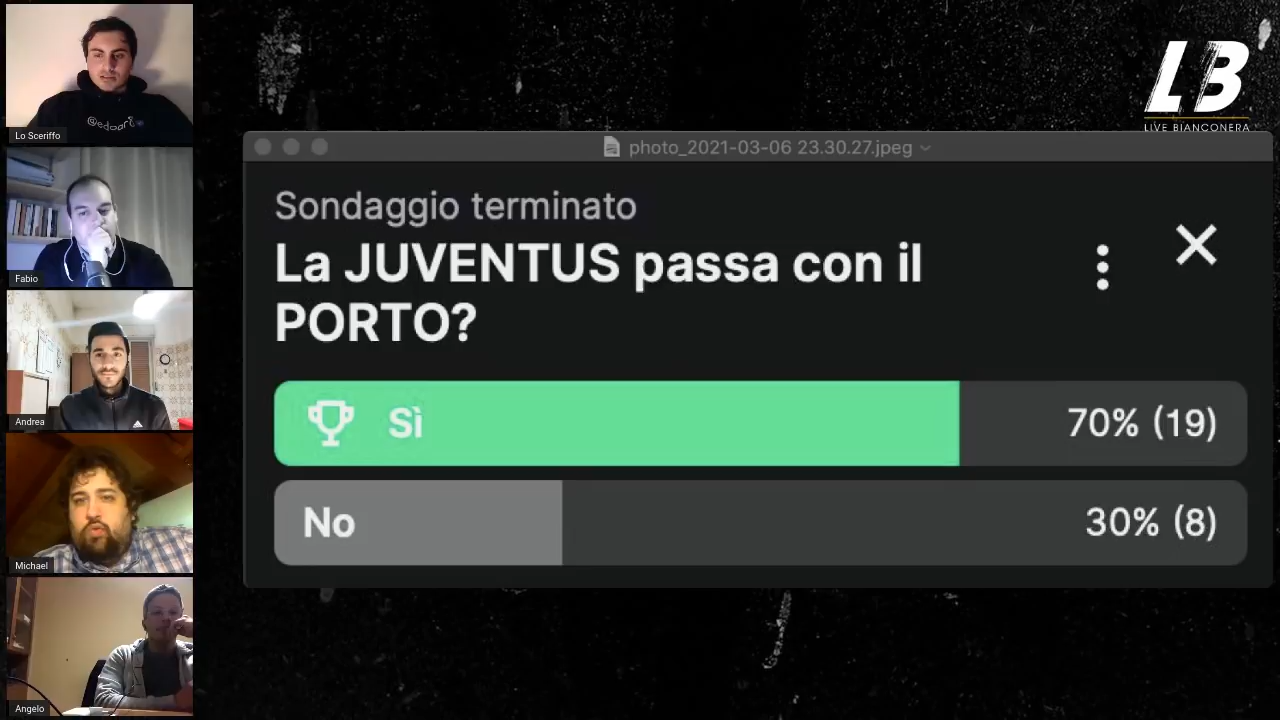 Lo Sceriffo
Fabio
Andrea
Michael
Angelo
LB
LIVE BIANCONERA
photo_2021-03-06 23.30.27.jpeg
Sondaggio terminato
La JUVENTUS passa con il
PORTO?
Sì 70% (19)
No 30% (8)